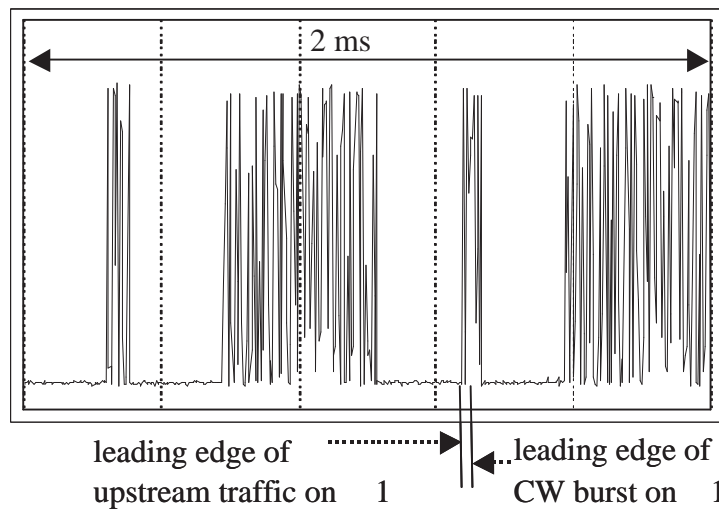 2 ms
leading edge of
upstream traffic on 1
leading edge of
CW burst on 1